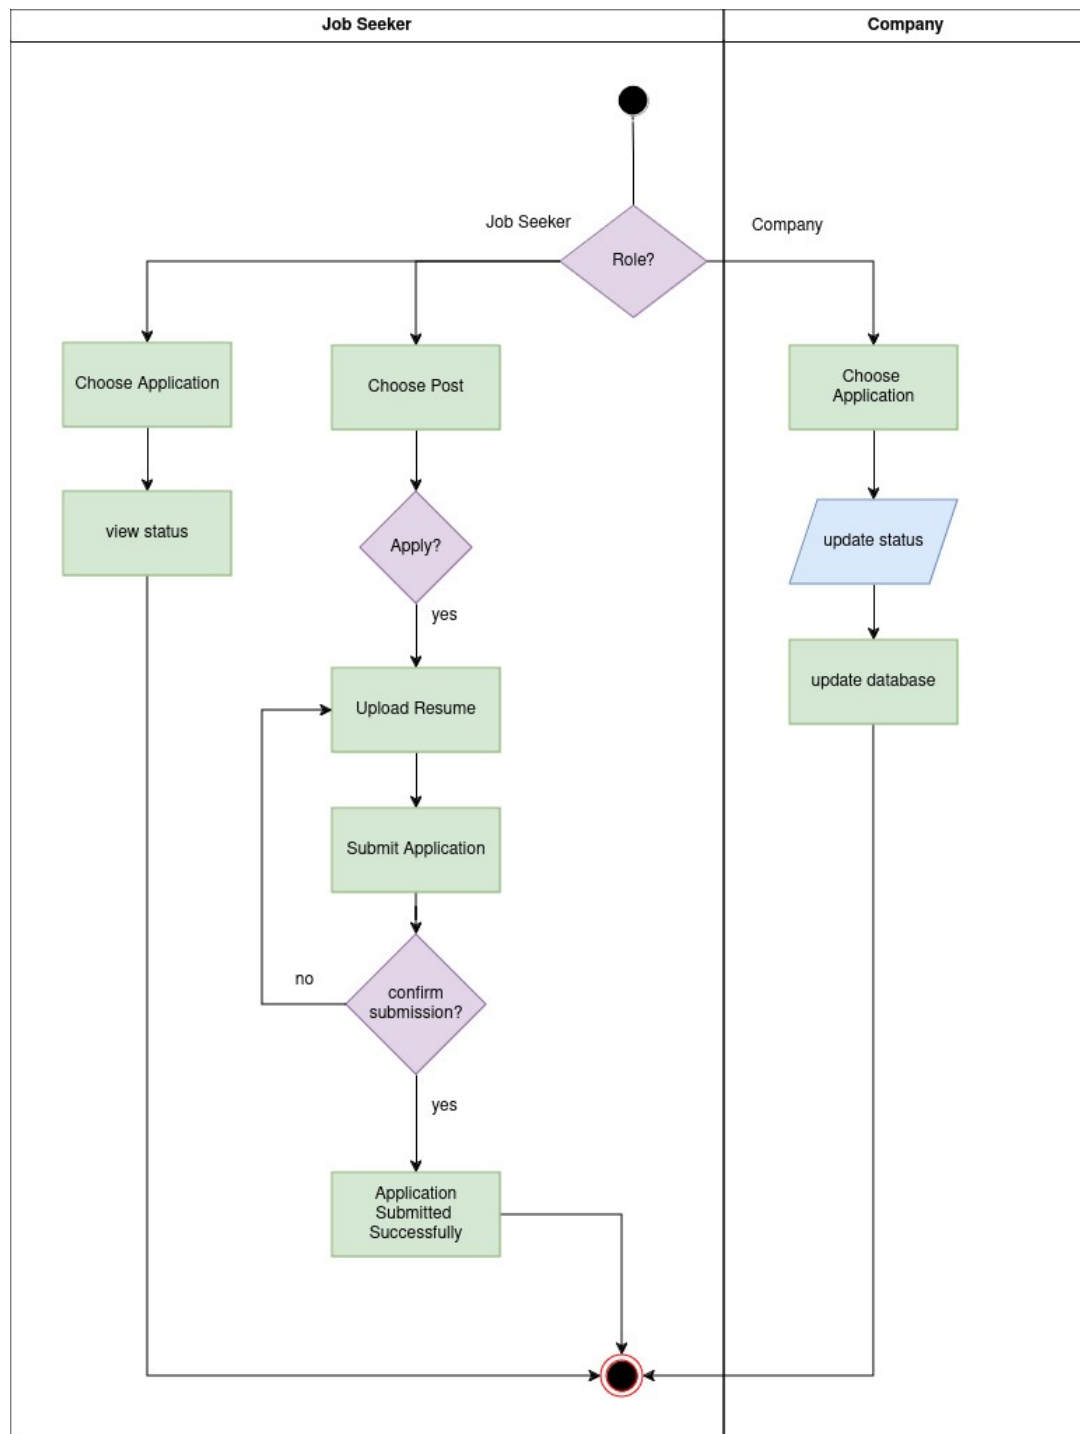 Job Seeker
Company
Job Seeker
Company
Role?
Choose Application
Choose Post
Choose
Application
view status
Apply?
update status
yes
Upload Resume
update database
Submit Application
no
confirm
submission?
yes
Application
Submitted
Successfully